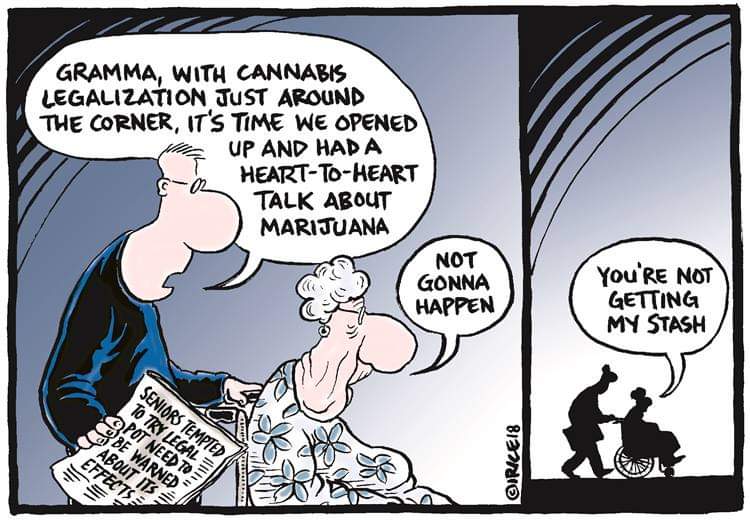 GRAMMA, WITH CANNABIS
LEGALIZATION JUST AROUND
THE CORNER, IT'S TIME WE OPENED
UP AND HAD A
HEART-TO-HEART
TALK ABOUT
MARIJUANA
NOT
GONNA
HAPPEN
SENIORS TEMPTED
TO TRY LEGAL
POT NEED TO
BE WARNED
ABOUT ITS
EFFECTS
©IRICE18
YOU'RE NOT
GETTING
MY STASH